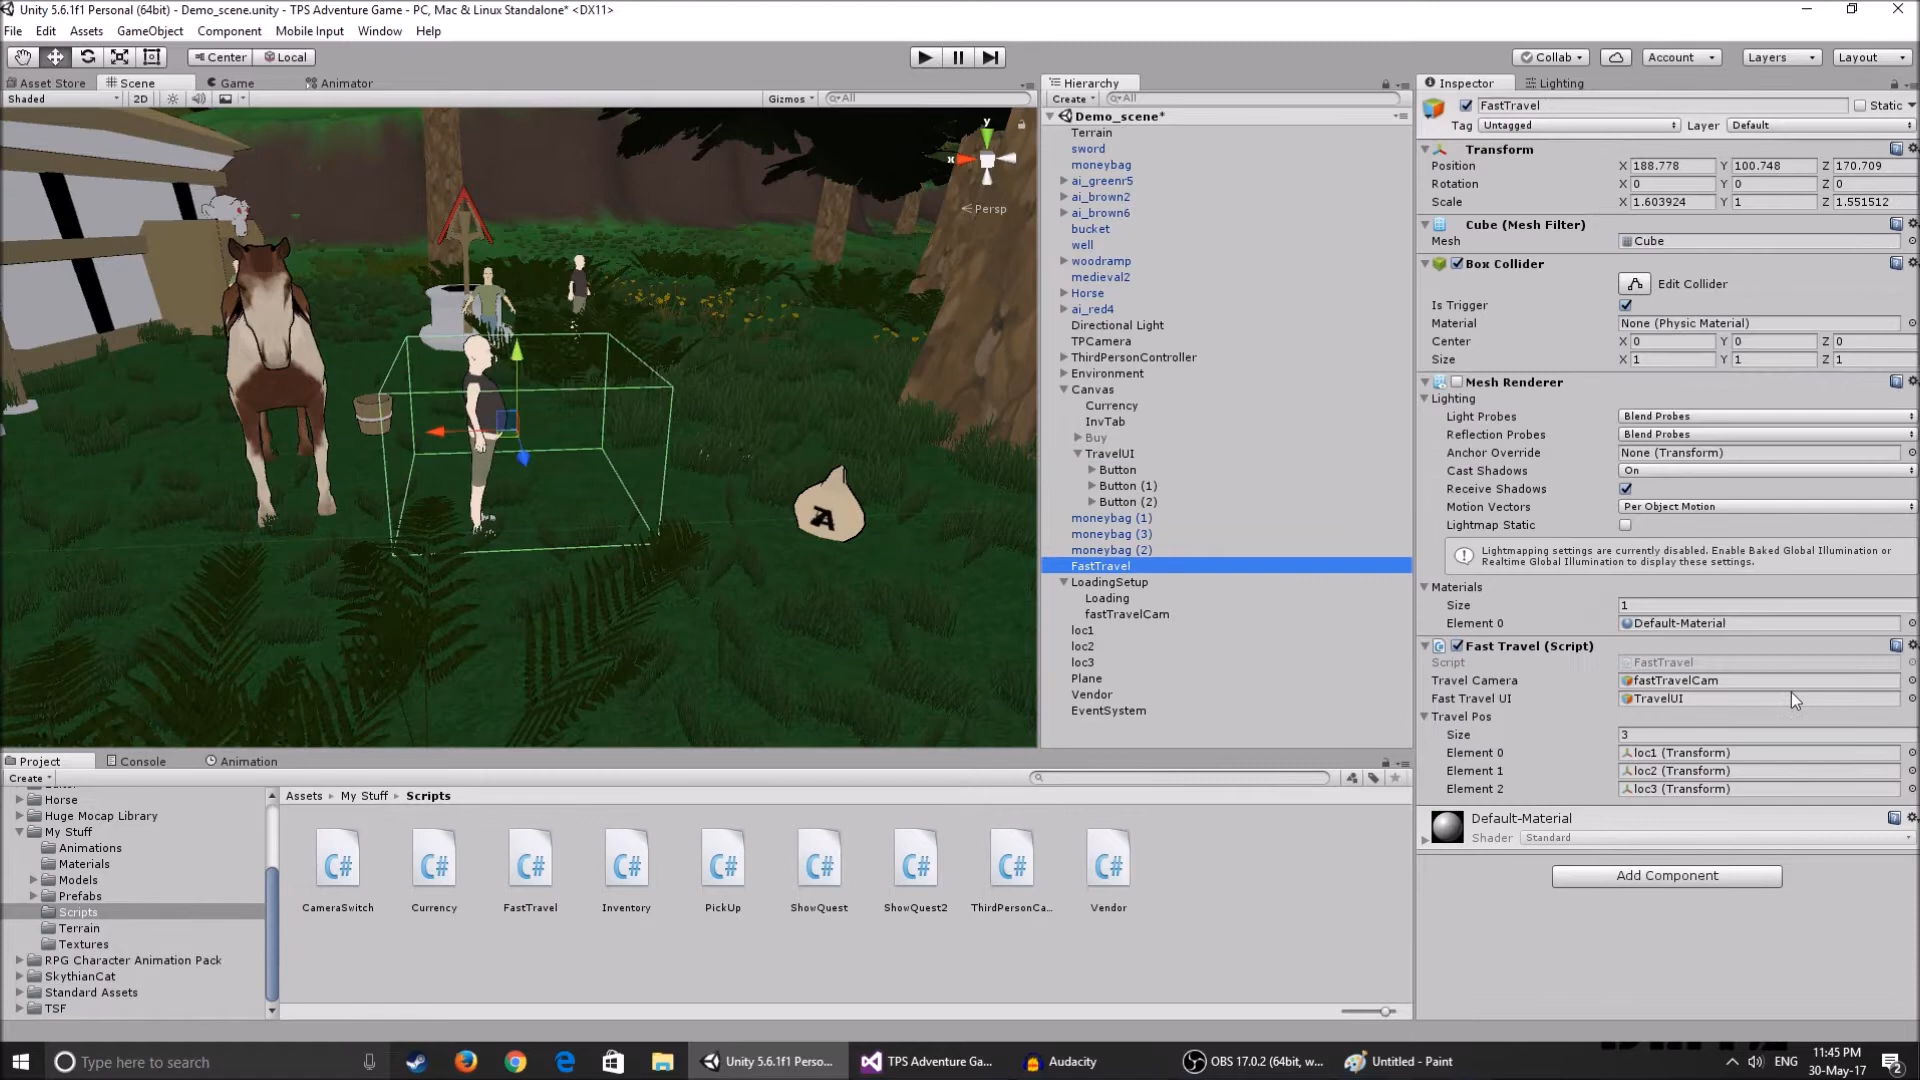 Unity 5.6.1f1 Personal (64bit) - Demo_scene.unity - TPS Adventure Game - PC, Mac & Linux Standalone* <DX11>
File Edit Assets GameObject Component Mobile Input Window Help
Center Local Collab Account Layers Layout
Asset Store Scene Game Animator
Shaded 2D Gizmos All
y
x
Persp
Hierarchy
Create All
Demo_scene*
Terrain
sword
moneybag
ai_greenr5
ai_brown2
ai_brown6
bucket
well
woodramp
medieval2
Horse
ai_red4
Directional Light
TPCamera
ThirdPersonController
Environment
Canvas
Currency
InvTab
Buy
TravelUI
Button
Button (1)
Button (2)
moneybag (1)
moneybag (3)
moneybag (2)
FastTravel
LoadingSetup
Loading
fastTravelCam
loc1
loc2
loc3
Plane
Vendor
EventSystem
Inspector Lighting
FastTravel Static
Tag Untagged Layer Default
Transform
Position X 188.778 Y 100.748 Z 170.709
Rotation X 0 Y 0 Z 0
Scale X 1.603924 Y 1 Z 1.551512
Cube (Mesh Filter)
Mesh Cube
Box Collider
Edit Collider
Is Trigger
Material None (Physic Material)
Center X 0 Y 0 Z 0
Size X 1 Y 1 Z 1
Mesh Renderer
Lighting
Light Probes Blend Probes
Reflection Probes Blend Probes
Anchor Override None (Transform)
Cast Shadows On
Receive Shadows
Motion Vectors Per Object Motion
Lightmap Static
Lightmapping settings are currently disabled. Enable Baked Global Illumination or
Realtime Global Illumination to display these settings.
Materials
Size 1
Element 0 Default-Material
Fast Travel (Script)
Script FastTravel
Travel Camera fastTravelCam
Fast Travel UI TravelUI
Travel Pos
Size 3
Element 0 loc1 (Transform)
Element 1 loc2 (Transform)
Element 2 loc3 (Transform)
Default-Material
Shader Standard
Add Component
Project Console Animation
Create
Horse
Huge Mocap Library
My Stuff
Animations
Materials
Models
Prefabs
Scripts
Terrain
Textures
RPG Character Animation Pack
SkythianCat
Standard Assets
TSF
Assets My Stuff Scripts
C# C# C# C# C# C# C# C# C#
CameraSwitch Currency FastTravel Inventory PickUp ShowQuest ShowQuest2 ThirdPersonCa... Vendor
Type here to search
Unity 5.6.1f1 Perso... TPS Adventure Ga... Audacity OBS 17.0.2 (64bit, w... Untitled - Paint
ENG 11:45 PM
30-May-17
2